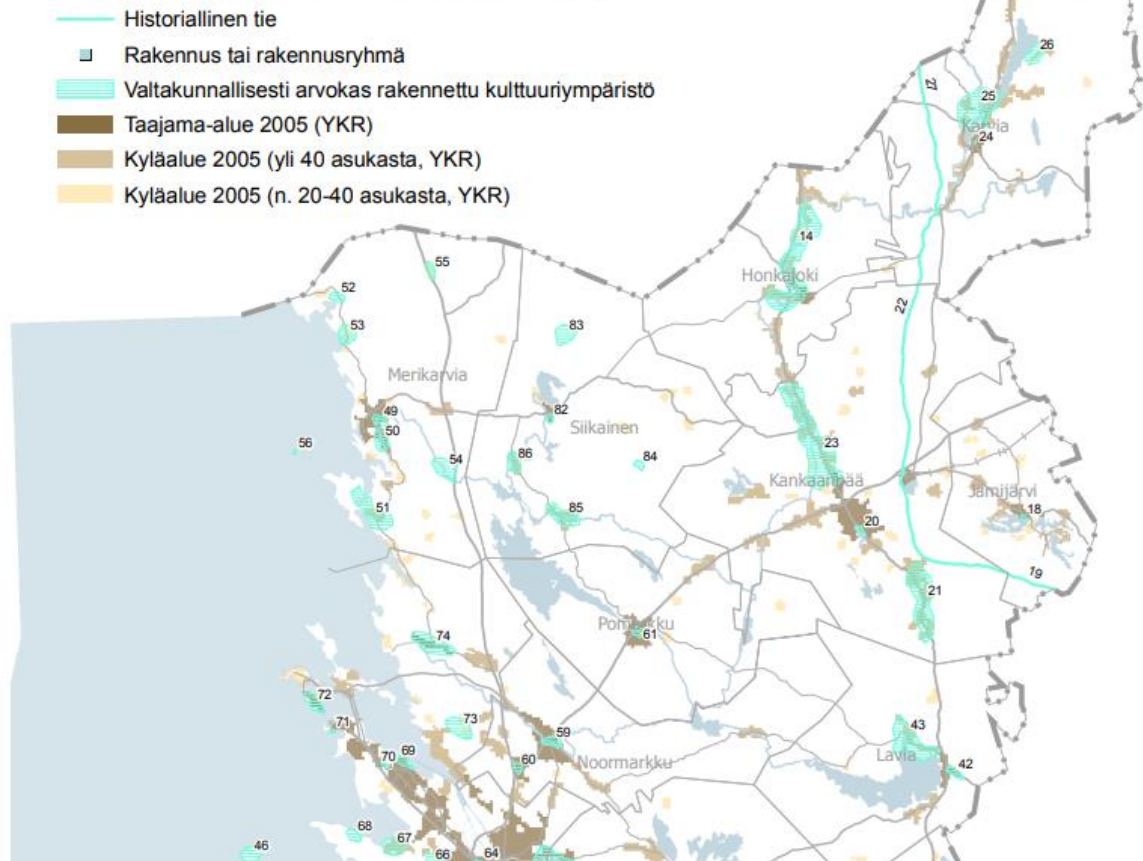 Historiallinen tie
Rakennus tai rakennusryhmä
Valtakunnallisesti arvokas rakennettu kulttuuriympäristö
Taajama-alue 2005 (YKR)
Kyläalue 2005 (yli 40 asukasta, YKR)
Kyläalue 2005 (n. 20-40 asukasta, YKR)
26
27
25
Karvia
24
14
Honkajoki
55
52
53
22
83
Merikarvia
49
50
82
Siikainen
56
54
86
84
23
Kankaanpää
Jämijärvi
18
51
85
20
19
21
74
Pomarkku
61
72
71
73
59
43
Lavia
42
70
69
60
Noormarkku
68
67
46
66
64